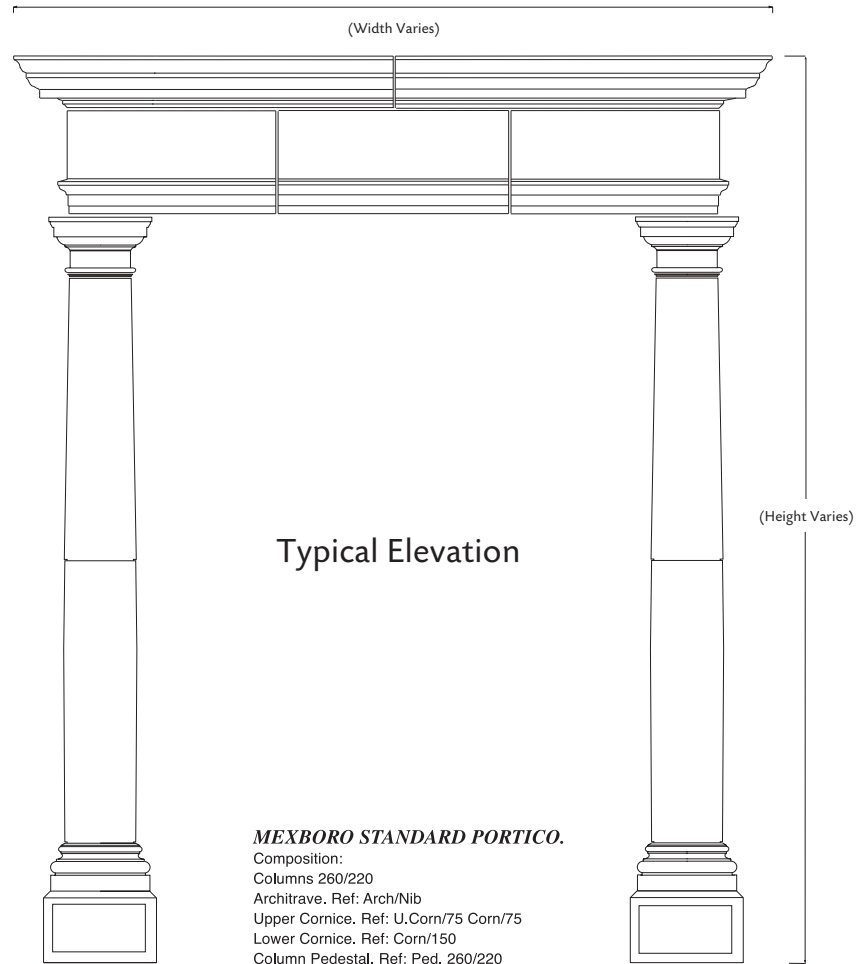 (Width Varies)
(Height Varies)
Typical Elevation
MEXBORO STANDARD PORTICO.
Composition:
Columns 260/220
Architrave. Ref: Arch/Nib
Upper Cornice. Ref: U.Corn/75 Corn/75
Lower Cornice. Ref: Corn/150
Column Pedestal. Ref: Ped. 260/220